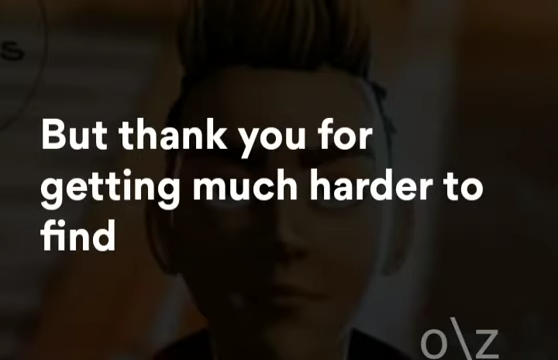 s
But thank you for
getting much harder to
find
o\z